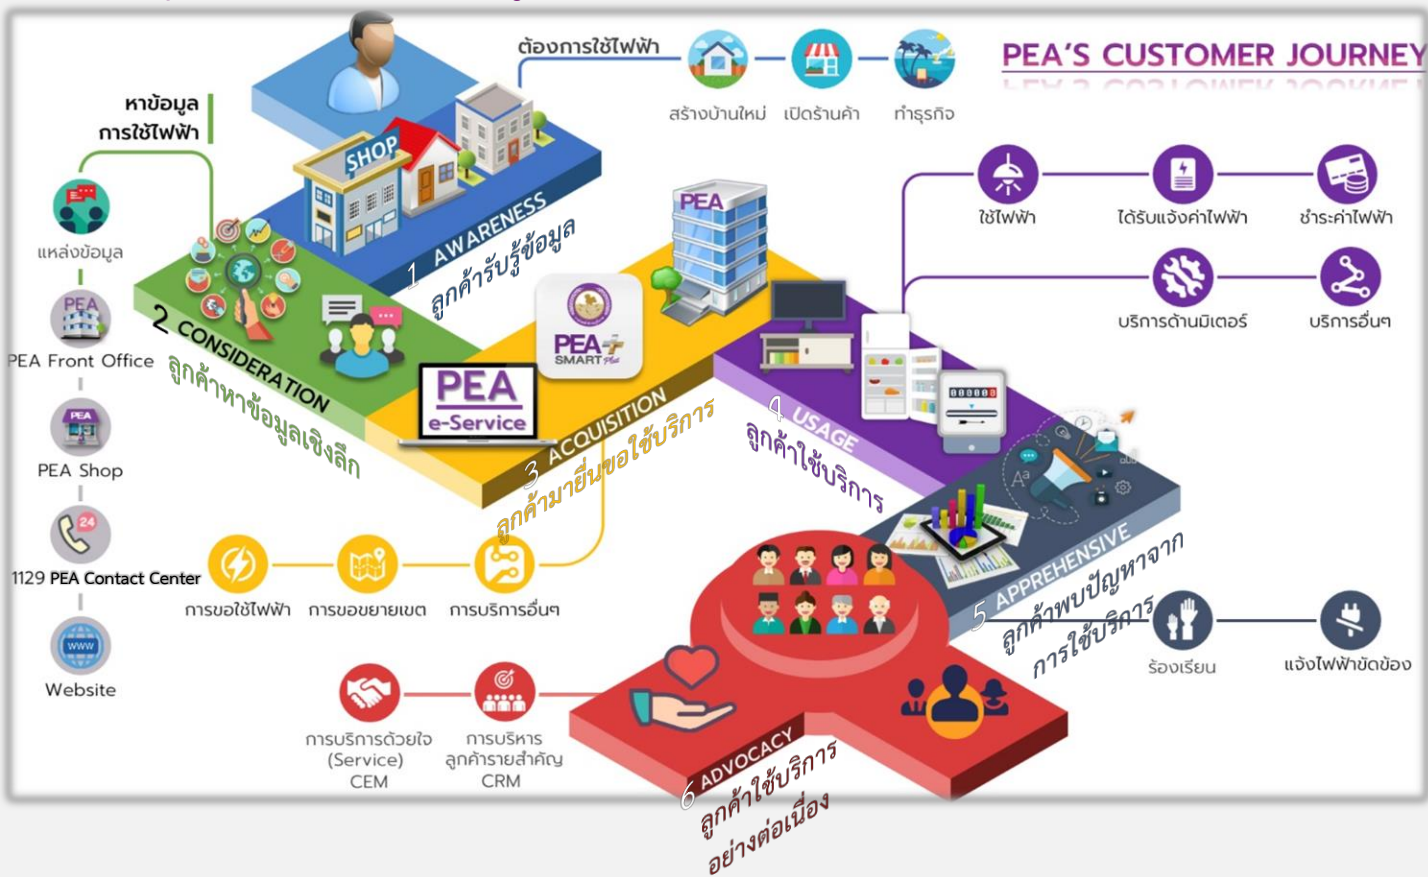 PEA'S CUSTOMER JOURNEY
ต้องการใช้ไฟฟ้า
สร้างบ้านใหม่
เปิดร้านค้า
ทำธุรกิจ
หาข้อมูล
การใช้ไฟฟ้า
SHOP
1 AWARENESS
ลูกค้ารับรู้ข้อมูล
แหล่งข้อมูล
PEA
PEA Front Office
PEA
PEA Shop
24
1129 PEA Contact Center
www
Website
2 CONSIDERATION
ลูกค้าหาข้อมูลเชิงลึก
PEA
e-Service
PEA
SMART Plus
PEA
3 ACQUISITION
ลูกค้ามายื่นขอใช้บริการ
การขอใช้ไฟฟ้า
การขอขยายเขต
การบริการอื่นๆ
ใช้ไฟฟ้า
ได้รับแจ้งค่าไฟฟ้า
ชำระค่าไฟฟ้า
บริการด้านมิเตอร์
บริการอื่นๆ
4 USAGE
ลูกค้าใช้บริการ
Aa
5 APPREHENSIVE
ลูกค้าพบปัญหาจาก
การใช้บริการ
ร้องเรียน
แจ้งไฟฟ้าขัดข้อง
การบริการด้วยใจ
(Service)
CEM
การบริหาร
ลูกค้ารายสำคัญ
CRM
6 ADVOCACY
ลูกค้าใช้บริการ
อย่างต่อเนื่อง